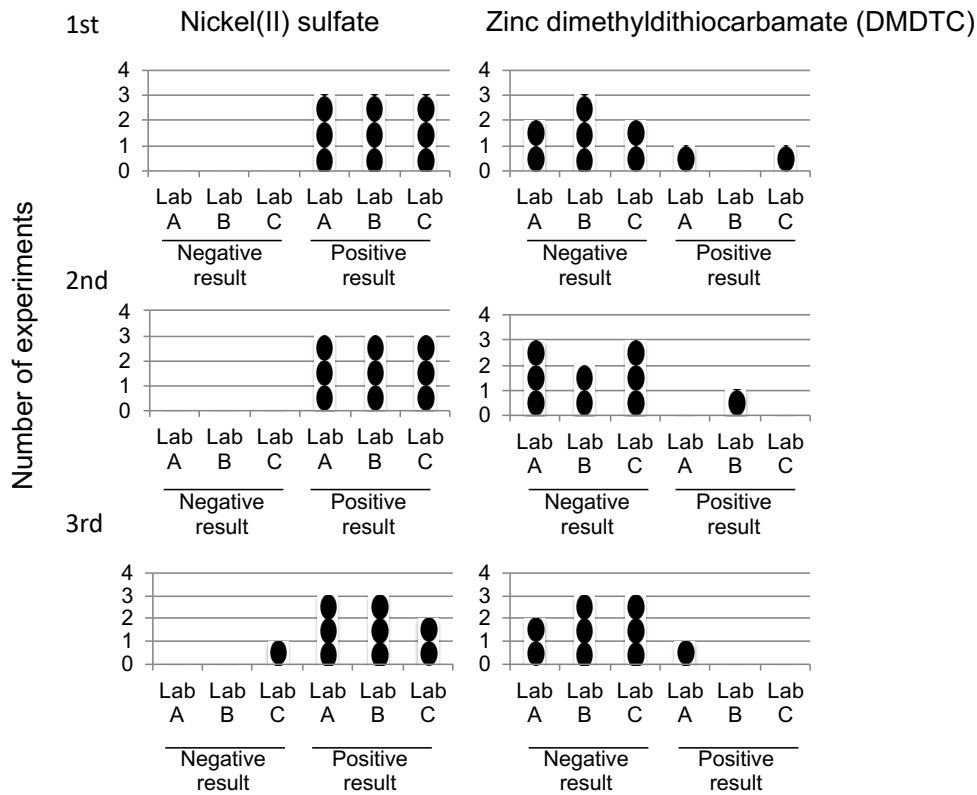 1st Nickel(II) sulfate Zinc dimethyldithiocarbamate (DMDTC)
Number of experiments
4 4
3 3
2 2
1 1
0 0
Lab Lab Lab Lab Lab Lab Lab Lab Lab Lab Lab Lab
A B C A B C A B C A B C
Negative Positive Negative Positive
result result result result
2nd
4 4
3 3
2 2
1 1
0 0
Lab Lab Lab Lab Lab Lab Lab Lab Lab Lab Lab Lab
A B C A B C A B C A B C
Negative Positive Negative Positive
result result result result
3rd
4 4
3 3
2 2
1 1
0 0
Lab Lab Lab Lab Lab Lab Lab Lab Lab Lab Lab Lab
A B C A B C A B C A B C
Negative Positive Negative Positive
result result result result